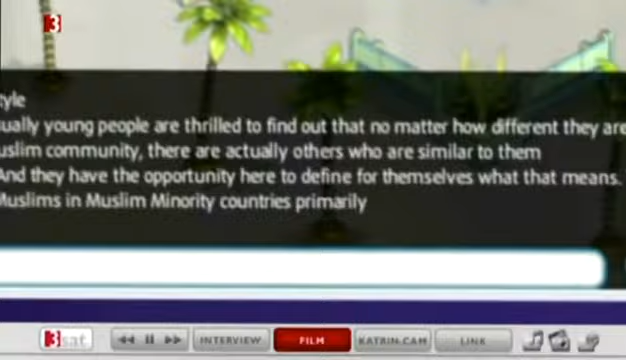 3
tyle
ually young people are thrilled to find out that no matter how different they are
uslim community, there are actually others who are similar to them
And they have the opportunity here to define for themselves what that means.
Muslims in Muslim Minority countries primarily
3sat
INTERVIEW
FILM
KATRIN-CAM
LINK